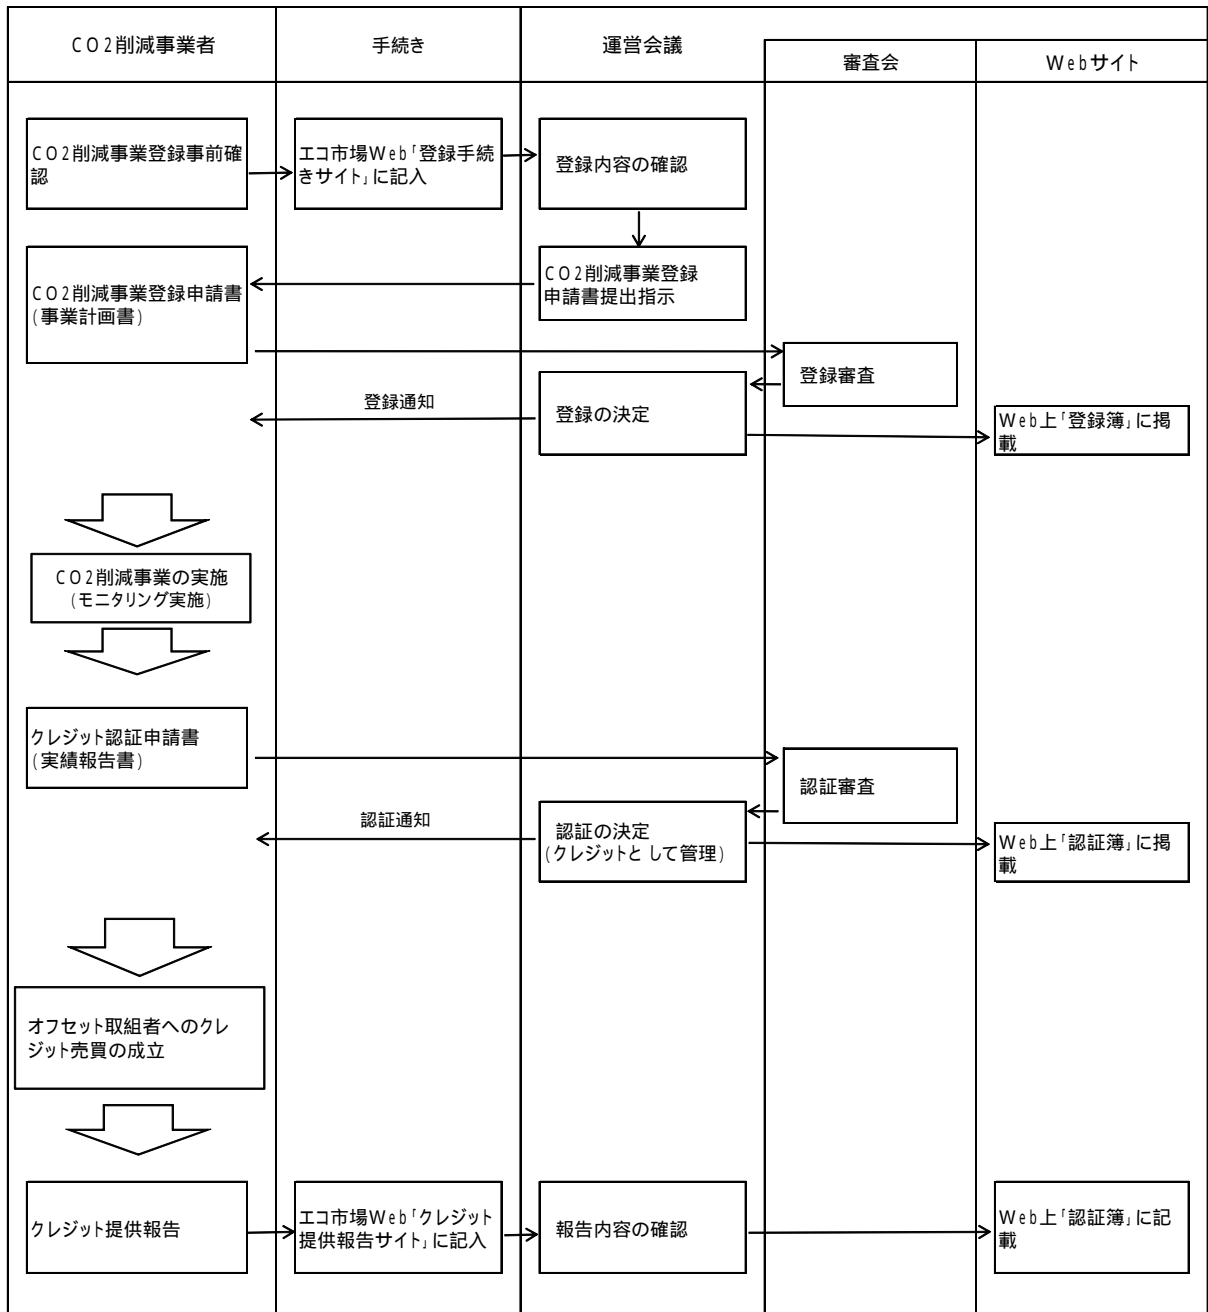 CO2削減事業者
手続き
運営会議
審査会
Webサイト
CO2削減事業登録事前確
認
エコ市場Web「登録手続
きサイト」に記入
登録内容の確認
CO2削減事業登録
申請書提出指示
CO2削減事業登録申請書
(事業計画書)
登録審査
登録通知
登録の決定
Web上「登録簿」に掲
載
CO2削減事業の実施
(モニタリング実施)
クレジット認証申請書
(実績報告書)
認証審査
認証通知
認証の決定
(クレジットとして管理)
Web上「認証簿」に掲
載
オフセット取組者へのクレ
ジット売買の成立
クレジット提供報告
エコ市場Web「クレジット
提供報告サイト」に記入
報告内容の確認
Web上「認証簿」に記
載